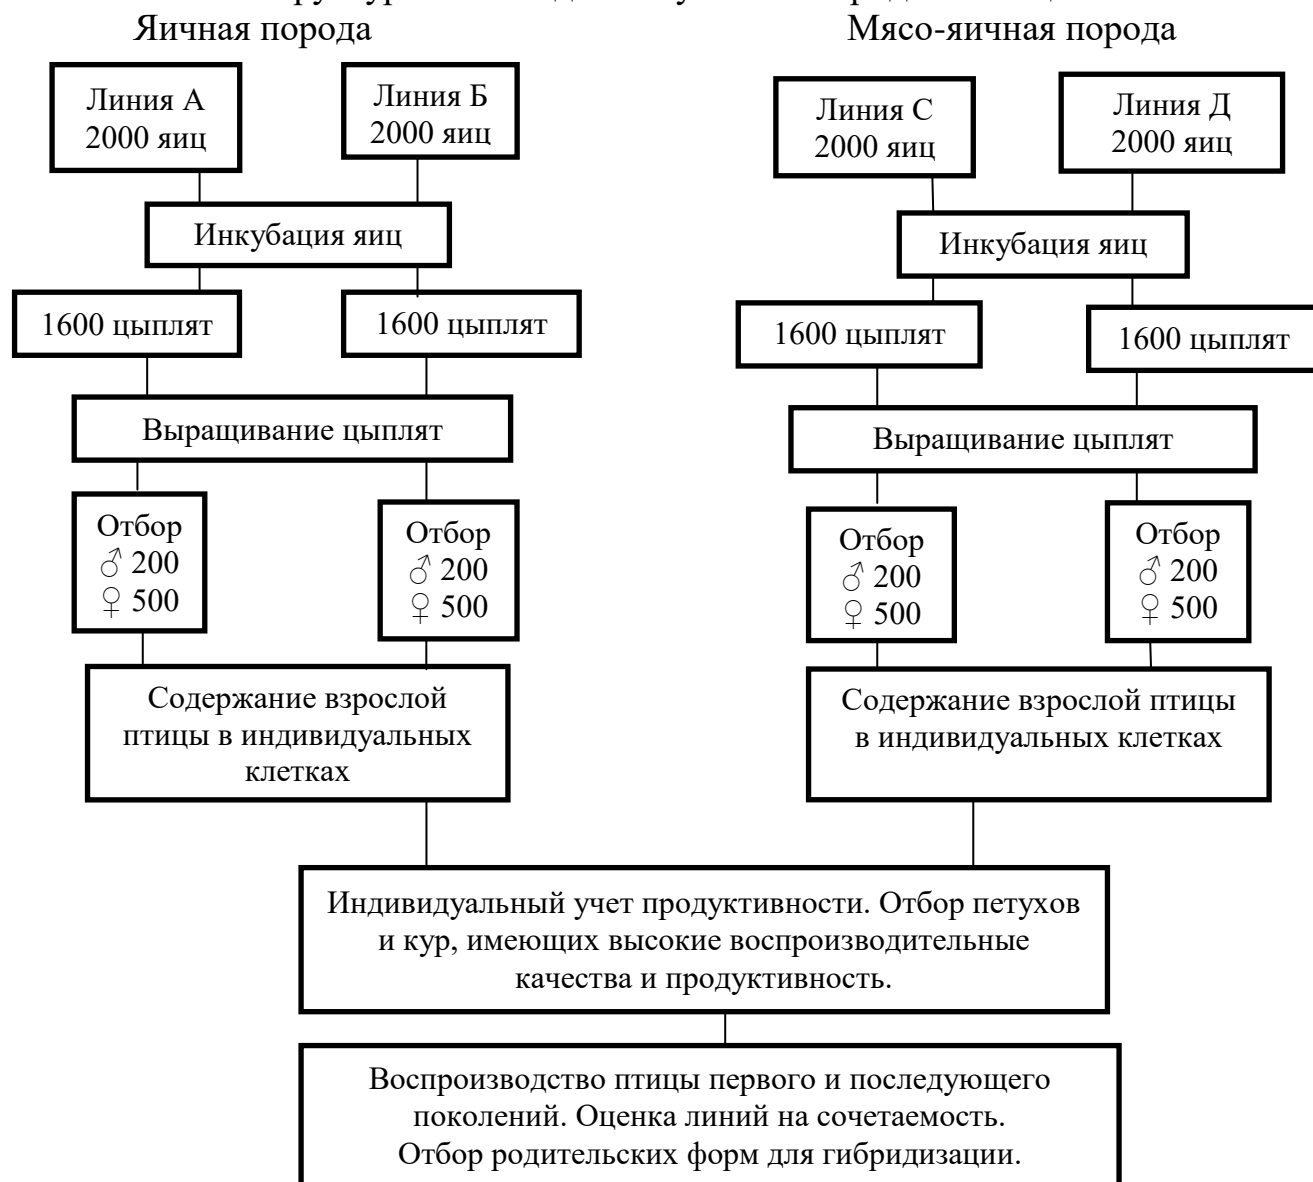 Яичная порода
Мясо-яичная порода
Линия А
2000 яиц
Линия Б
2000 яиц
Линия С
2000 яиц
Линия Д
2000 яиц
Инкубация яиц
Инкубация яиц
1600 цыплят
1600 цыплят
1600 цыплят
1600 цыплят
Выращивание цыплят
Выращивание цыплят
Отбор
♂ 200
♀ 500
Отбор
♂ 200
♀ 500
Отбор
♂ 200
♀ 500
Отбор
♂ 200
♀ 500
Содержание взрослой
птицы в индивидуальных
клетках
Содержание взрослой птицы
в индивидуальных клетках
Индивидуальный учет продуктивности. Отбор петухов
и кур, имеющих высокие воспроизводительные
качества и продуктивность.
Воспроизводство птицы первого и последующего
поколений. Оценка линий на сочетаемость.
Отбор родительских форм для гибридизации.